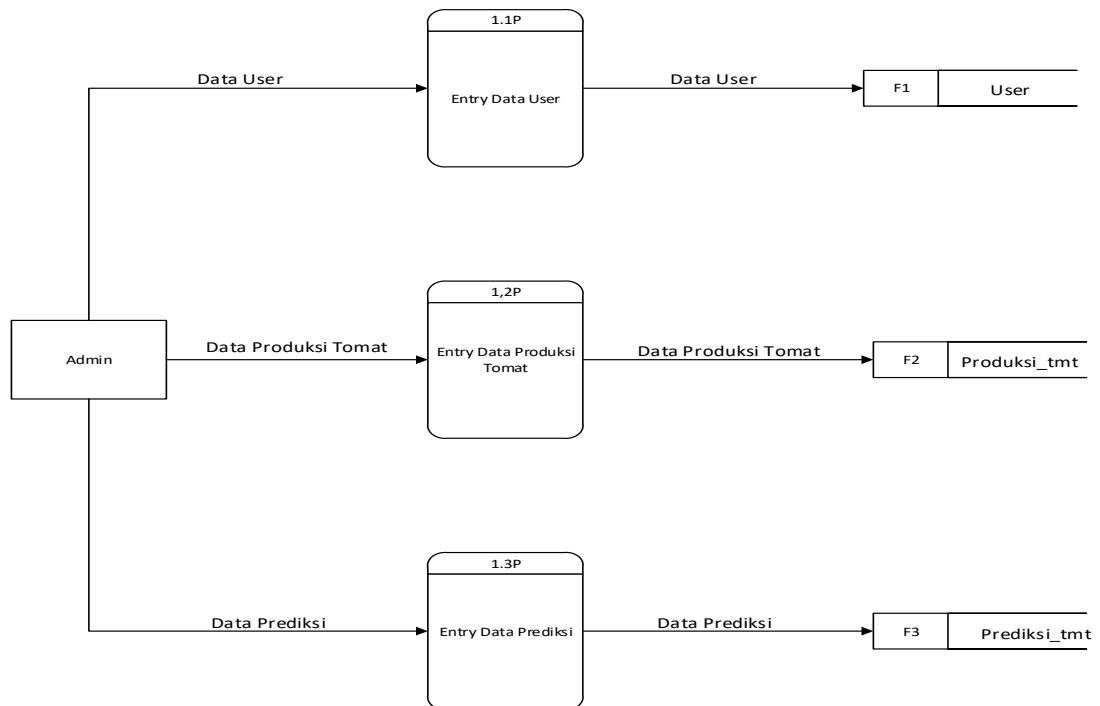 1.1P
Data User
Entry Data User
Data User
F1
User
1,2P
Admin
Data Produksi Tomat
Entry Data Produksi
Tomat
Data Produksi Tomat
F2
Produksi_tmt
1.3P
Data Prediksi
Entry Data Prediksi
Data Prediksi
F3
Prediksi_tmt